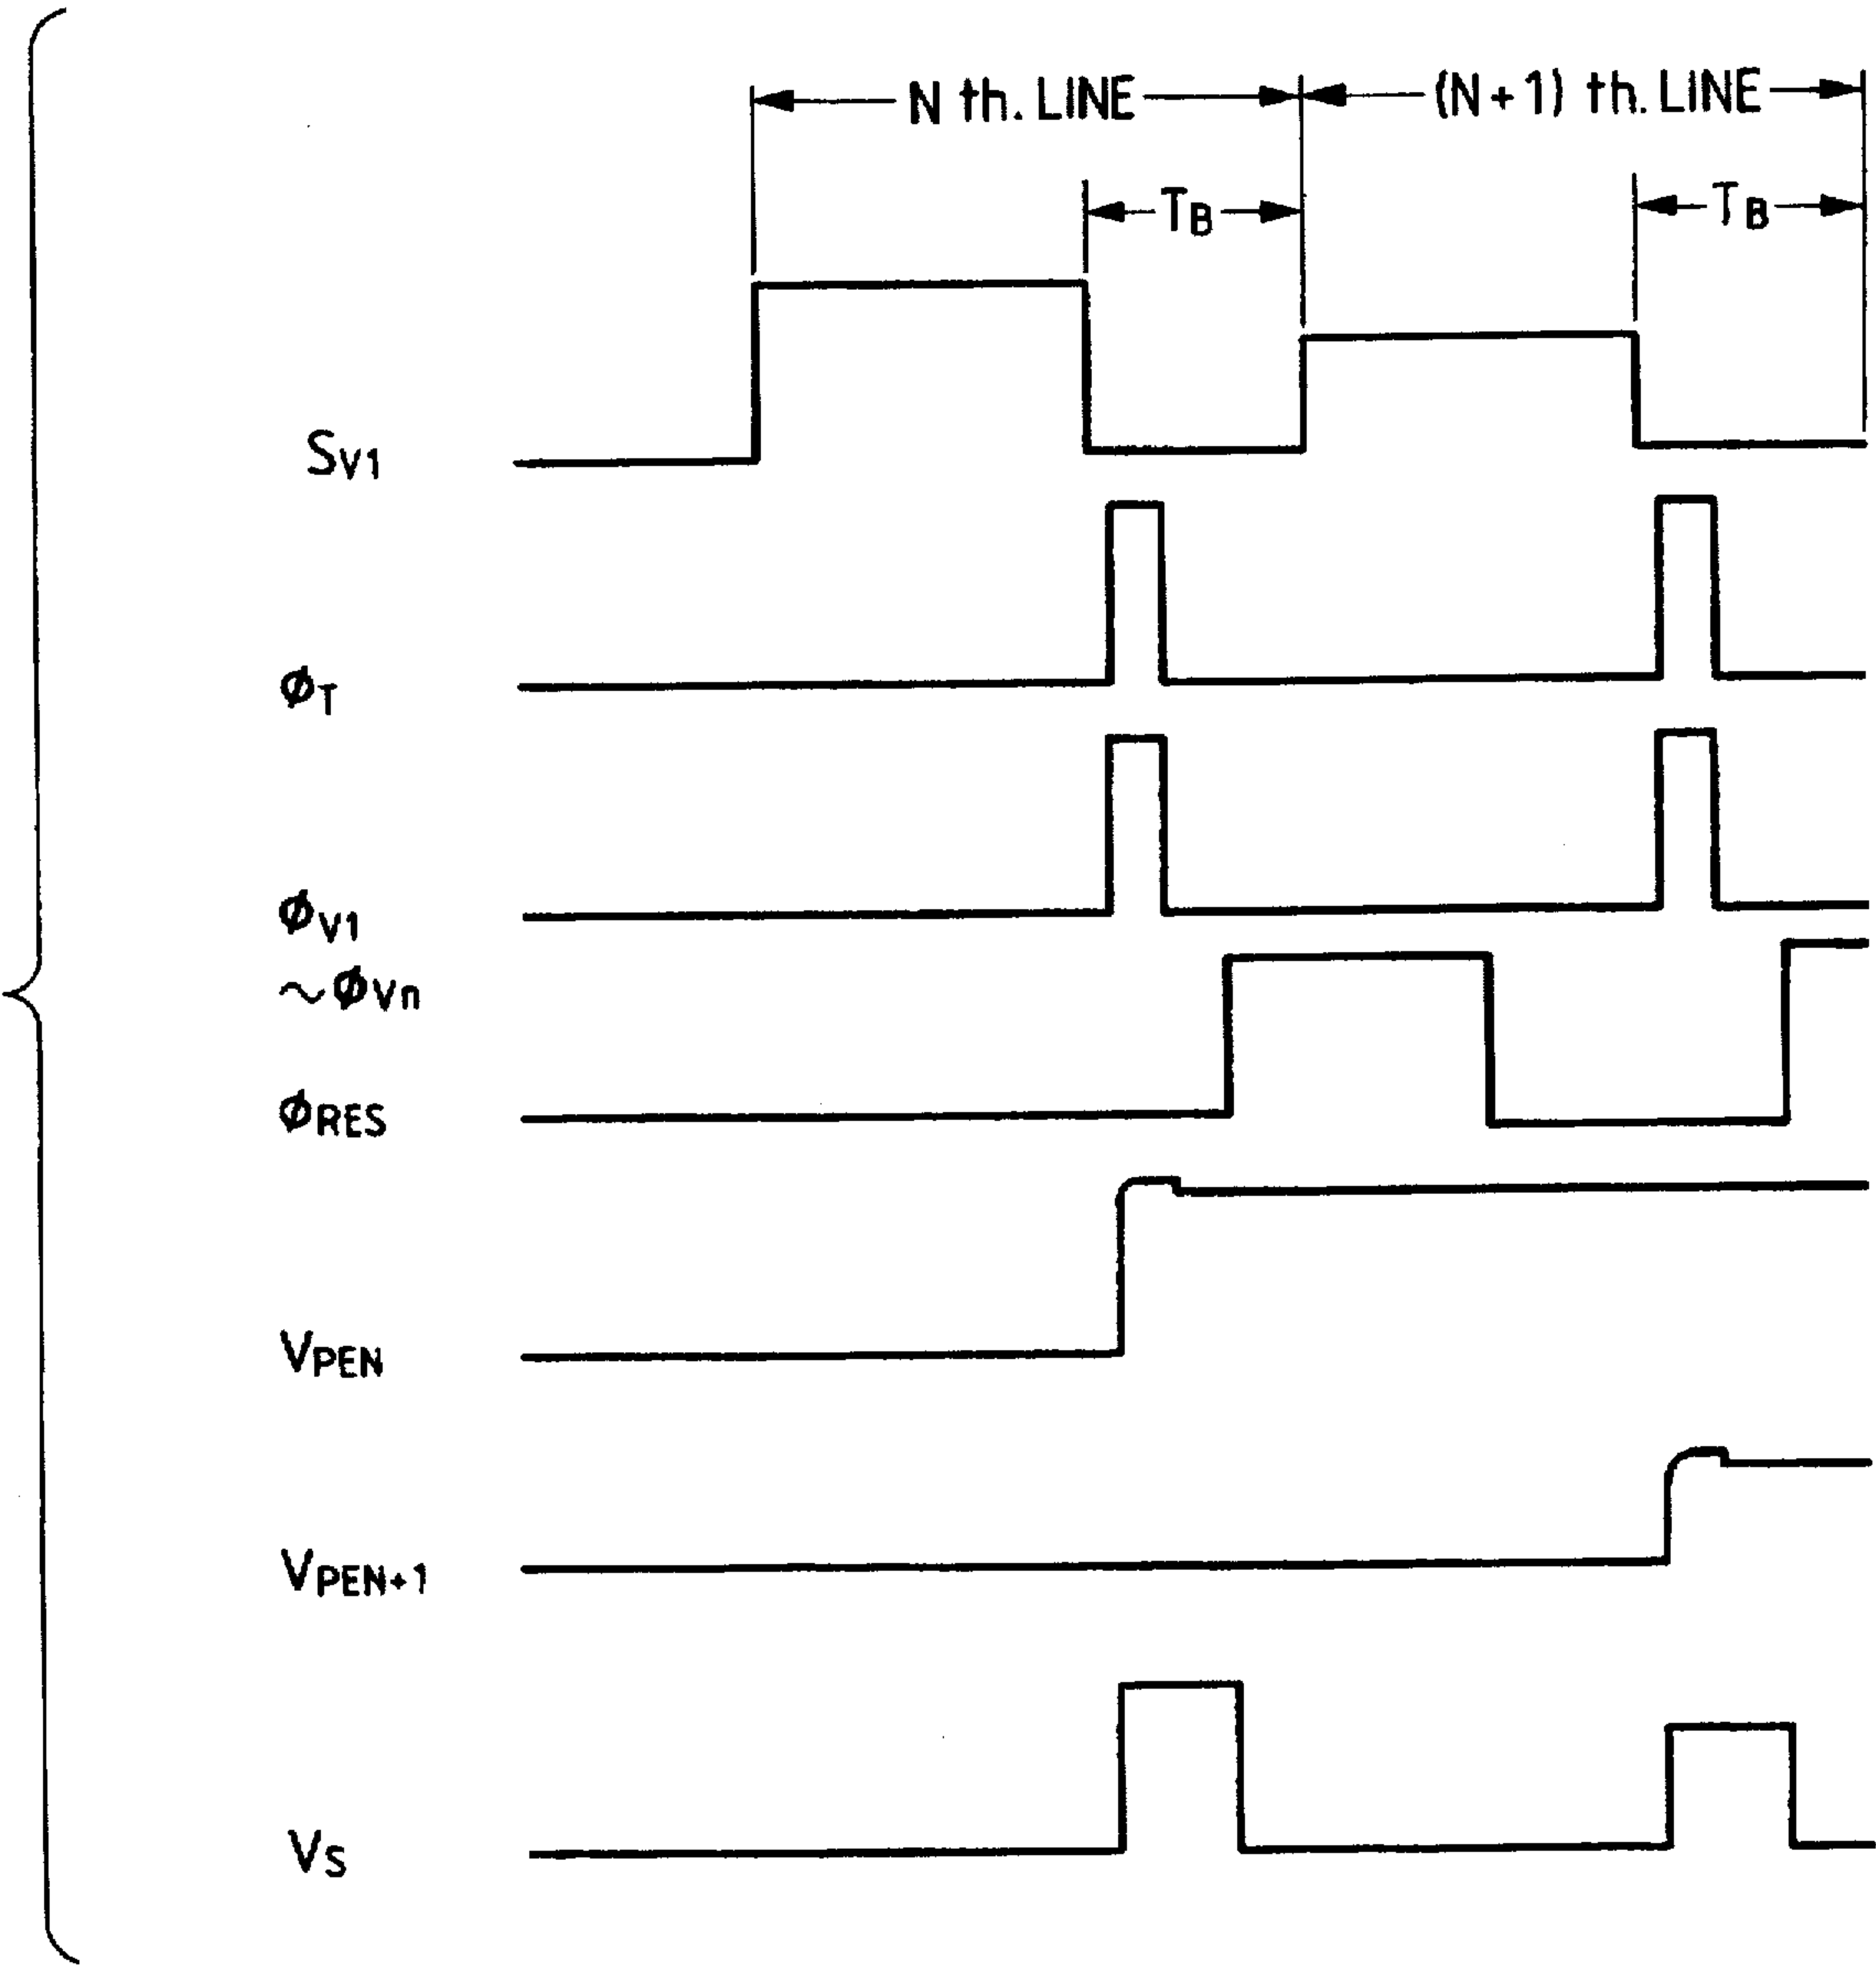 N th. LINE (N+1) th. LINE
TB TB
SV1
ϕT
ϕV1
~ϕVn
ϕRES
VPEN
VPEN+1
VS